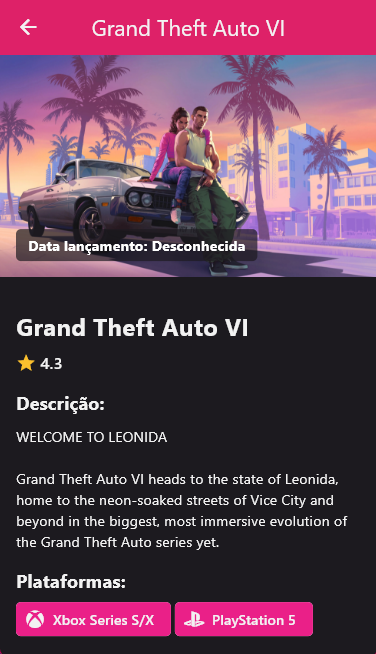 Grand Theft Auto VI
Data lançamento: Desconhecida
Grand Theft Auto VI
4.3
Descrição:
WELCOME TO LEONIDA
Grand Theft Auto VI heads to the state of Leonida,
home to the neon-soaked streets of Vice City and
beyond in the biggest, most immersive evolution of
the Grand Theft Auto series yet.
Plataformas:
Xbox Series S/X
PlayStation 5